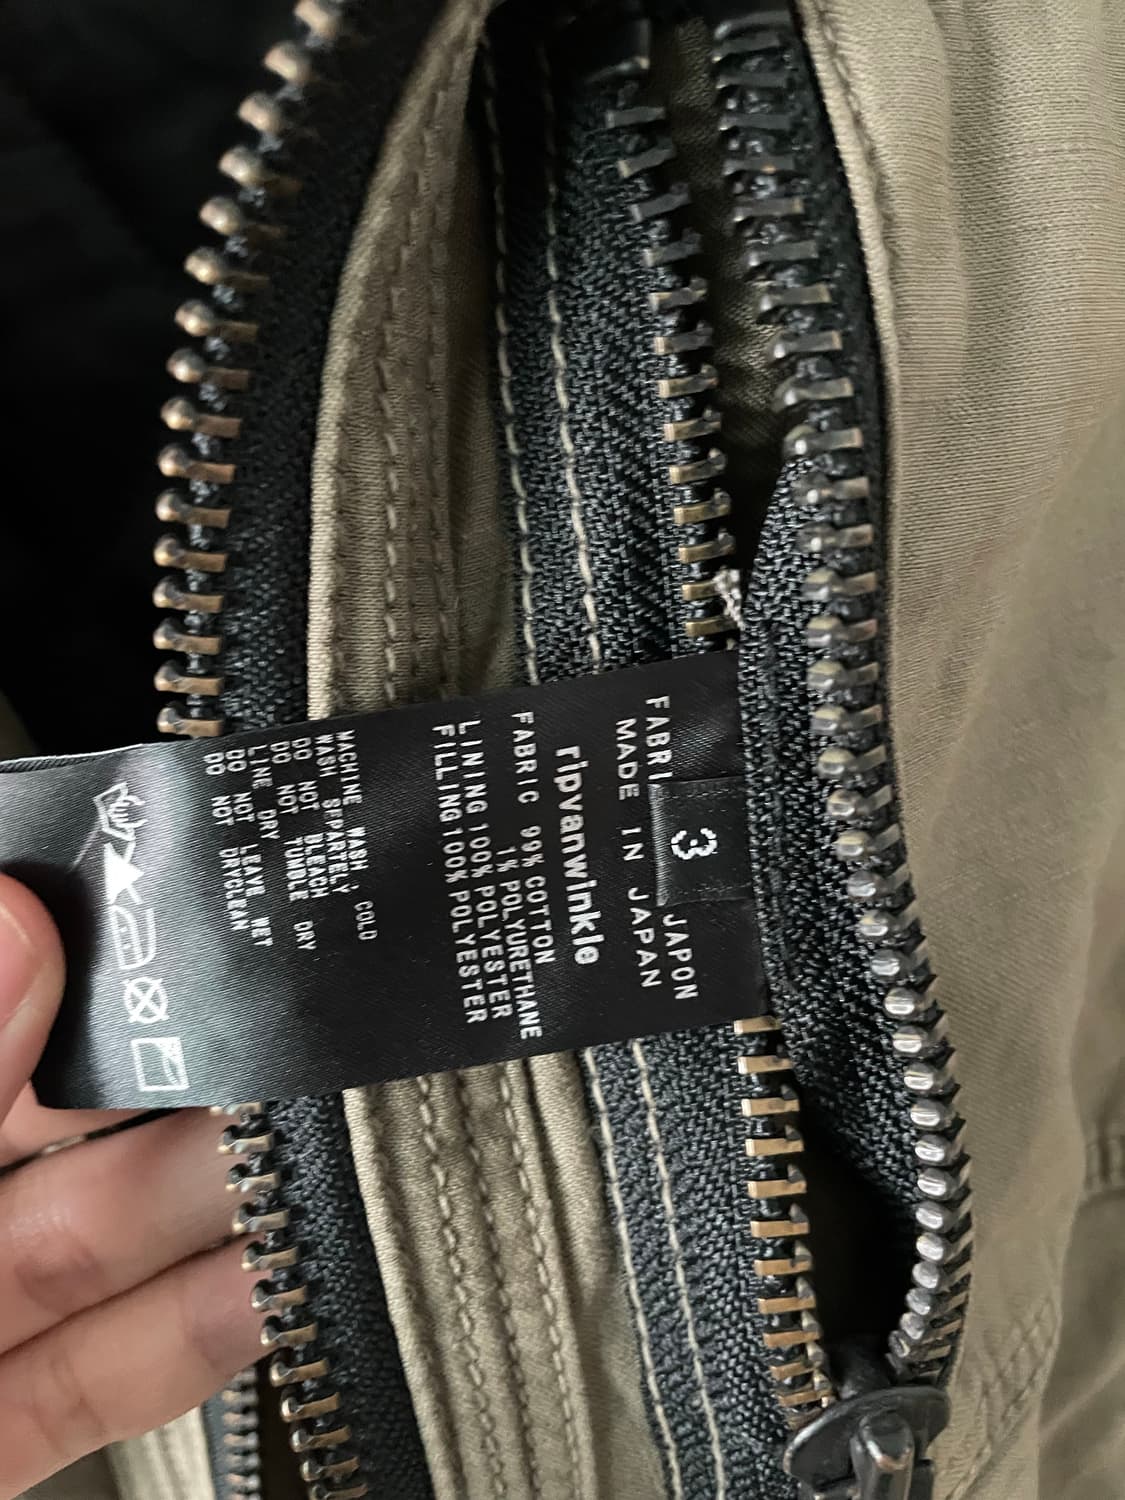 FABRI JAPON
3
MADE IN JAPAN
ripvanwinkle
FABRIC 99% COTTON
1% POLYURETHANE
LINING 100% POLYESTER
FILLING 100% POLYESTER
MACHINE WASH, COLD
WASH SPARTELY
DO NOT BLEACH
DO NOT TUMBLE DRY
LINE DRY
DO NOT LEAVE WET
DO NOT DRYCLEAN